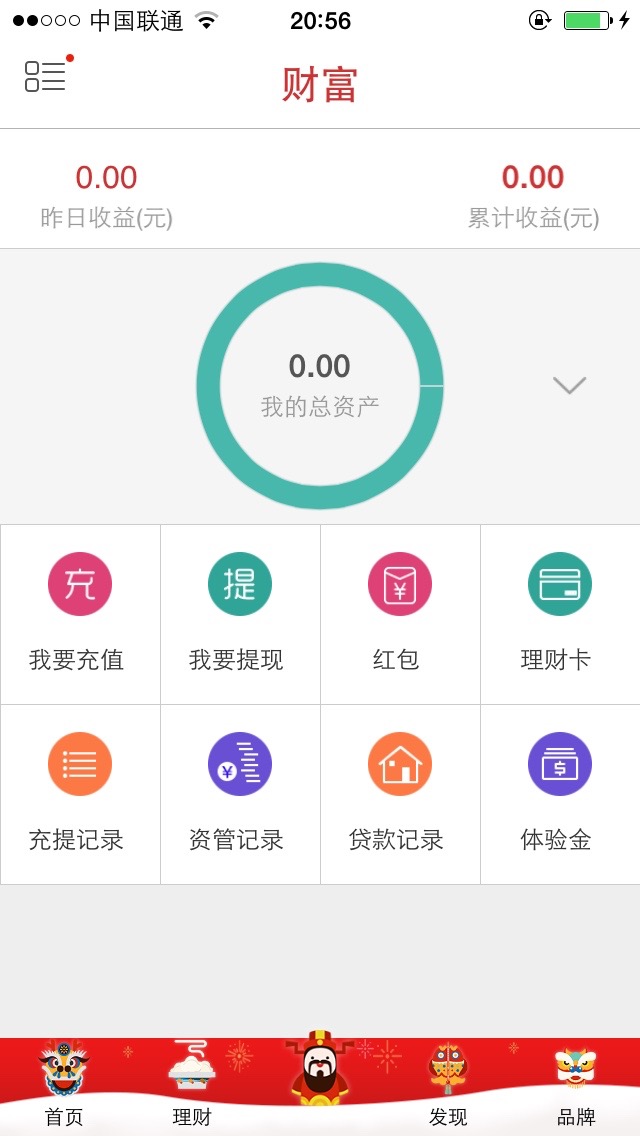 中国联通 20:56
财富
0.00 0.00
昨日收益(元) 累计收益(元)
0.00
我的总资产
充 提 ¥
我要充值 我要提现 红包 理财卡
¥ $
充提记录 资管记录 贷款记录 体验金
首页 理财 发现 品牌